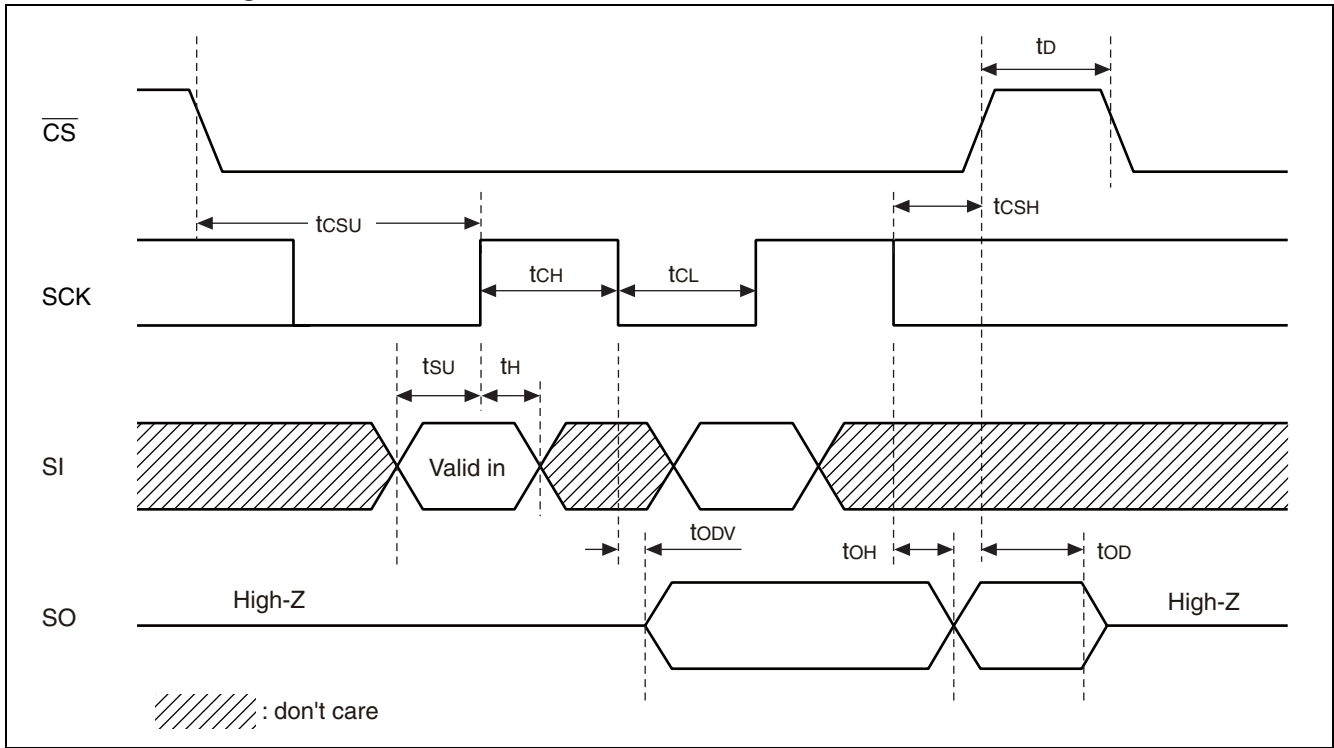 tD
CS
tCSU
tCSH
SCK
tCH
tCL
tSU
tH
SI
Valid in
tODV
tOH
tOD
SO
High-Z
High-Z
: don't care